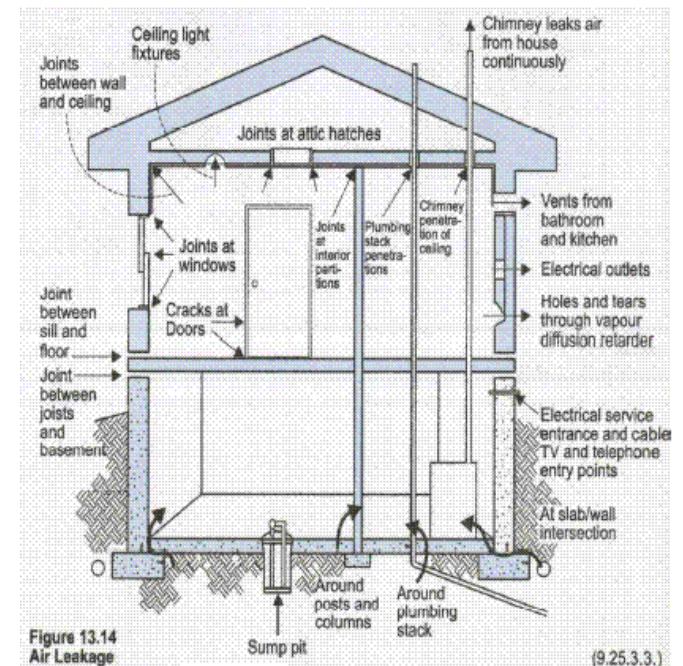 Chimney leaks air
from house
continuously
Ceiling light
fixtures
Joints
between wall
and ceiling
Joints at attic hatches
Joints
at
interior
parti-
tions
Plumbing
stack
penetra-
tions
Chimney
penetra-
tion of
ceiling
Vents from
bathroom
and kitchen
Joints at
windows
Electrical outlets
Joint
between
sill and
floor
Cracks at
Doors
Holes and tears
through vapour
diffusion retarder
Joint
between
joists
and
basement
Electrical service
entrance and cable
TV and telephone
entry points
At slab/wall
intersection
Around
posts and
columns
Around
plumbing
stack
Sump pit
Figure 13.14
Air Leakage
(9.25.3.3.)